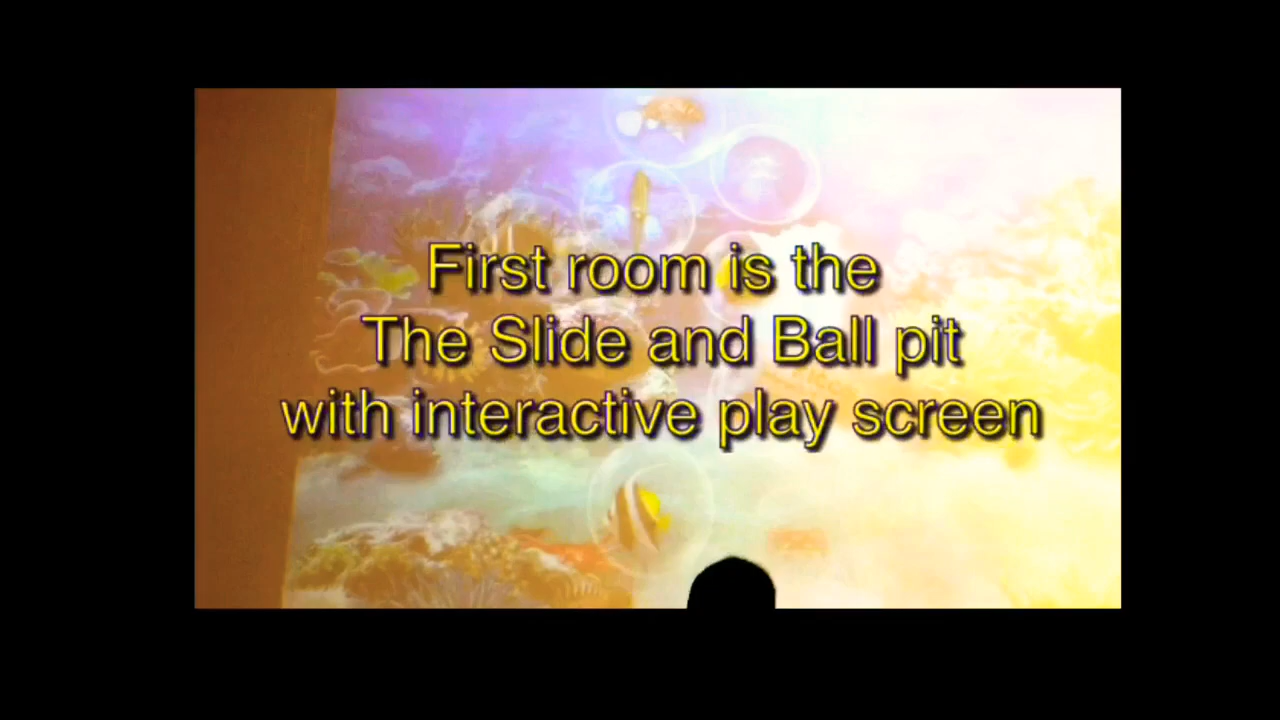 First room is the
The Slide and Ball pit
with interactive play screen